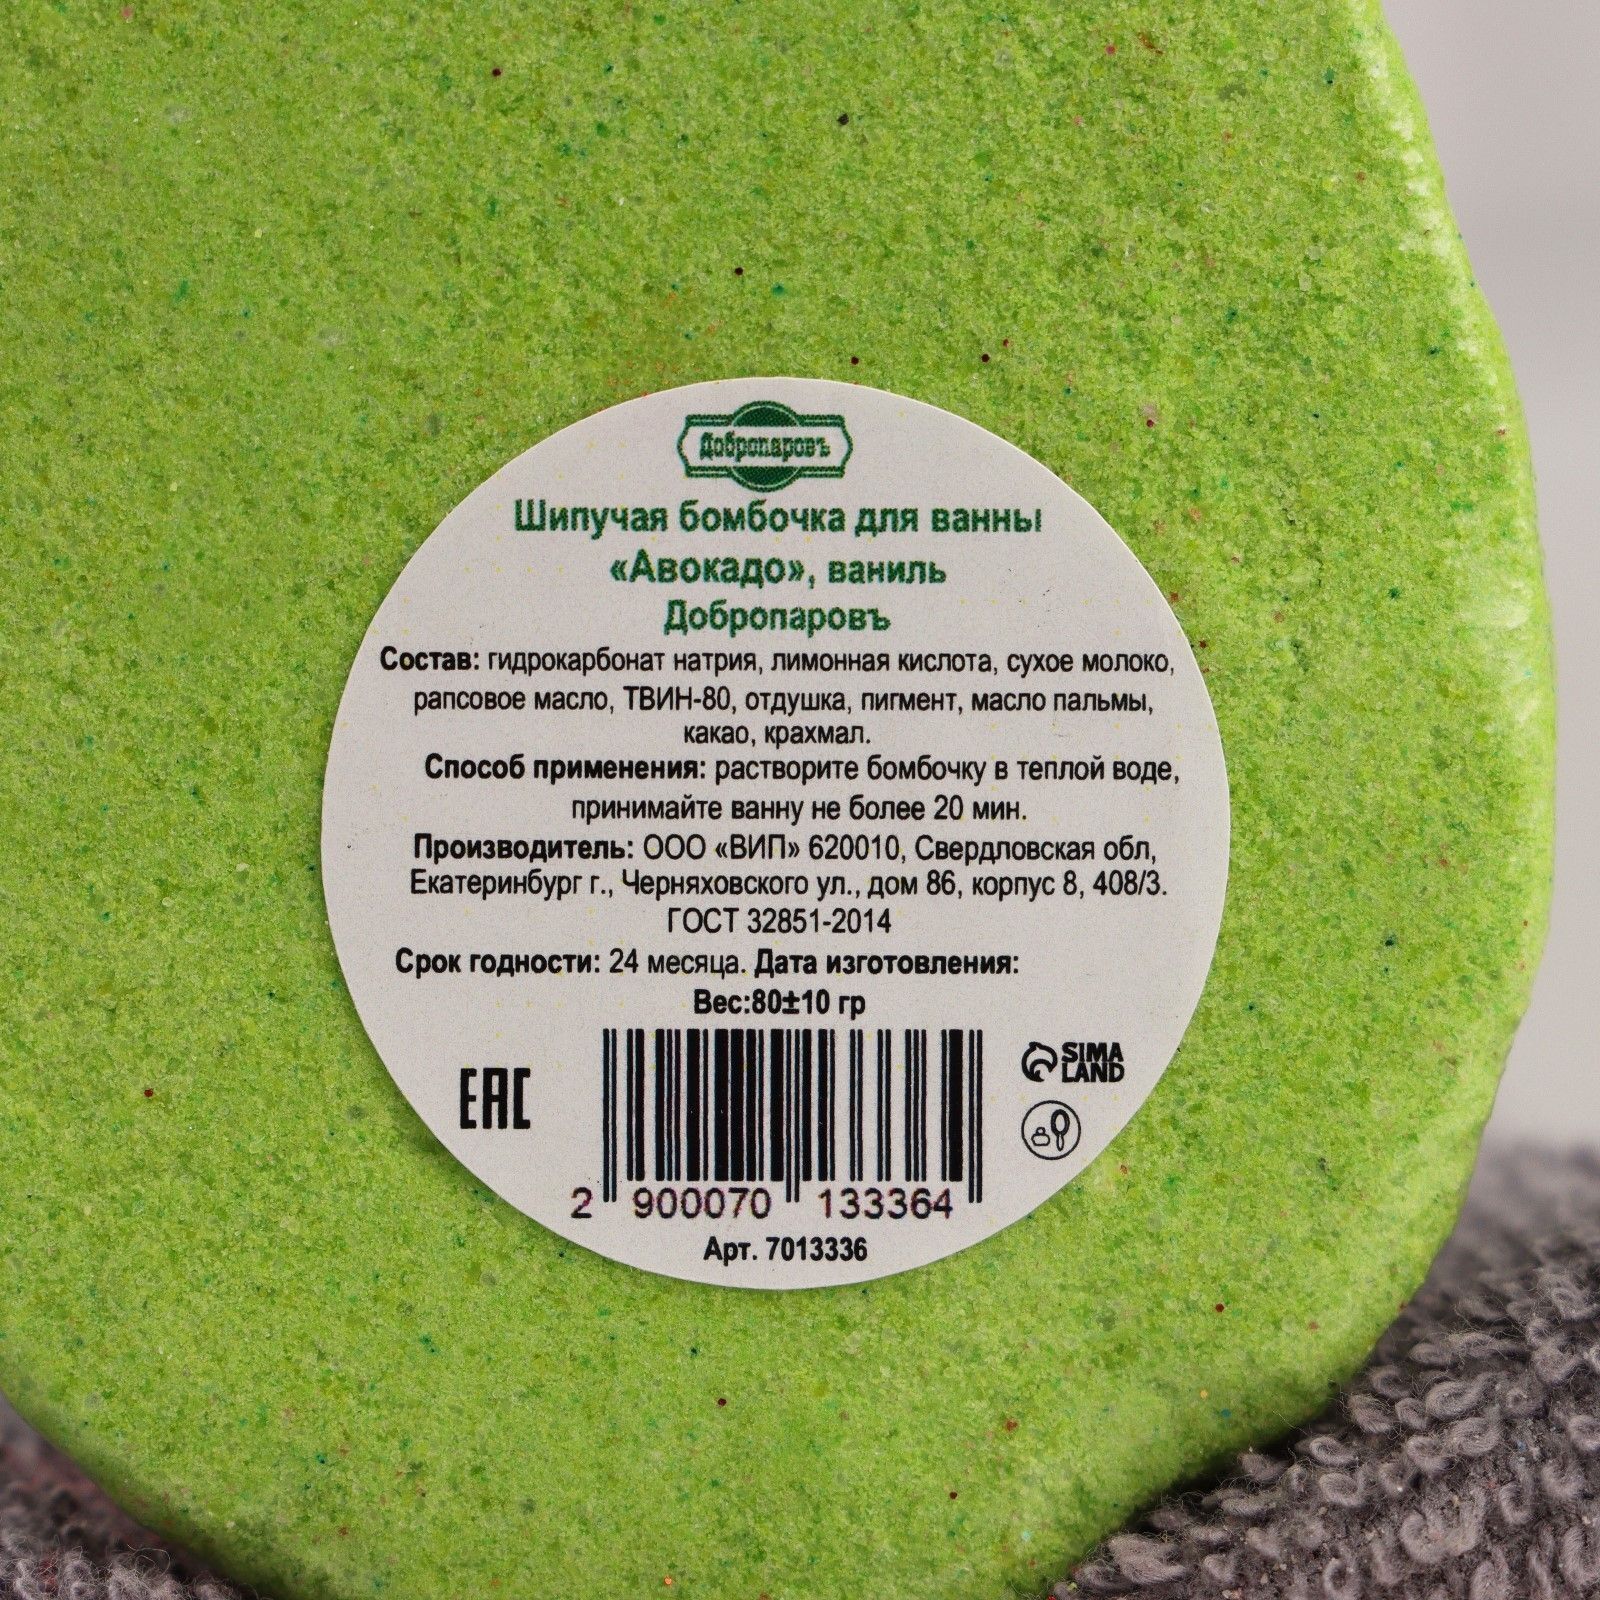 Добропаровъ
Шипучая бомбочка для ванны
«Авокадо», ваниль
Добропаровъ
Состав: гидрокарбонат натрия, лимонная кислота, сухое молоко,
рапсовое масло, ТВИН-80, отдушка, пигмент, масло пальмы,
какао, крахмал.
Способ применения: растворите бомбочку в теплой воде,
принимайте ванну не более 20 мин.
Производитель: ООО «ВИП» 620010, Свердловская обл,
Екатеринбург г., Черняховского ул., дом 86, корпус 8, 408/3.
ГОСТ 32851-2014
Срок годности: 24 месяца. Дата изготовления:
Вес:80±10 гр
EAC
SIMA
LAND
2 900070 133364
Арт. 7013336